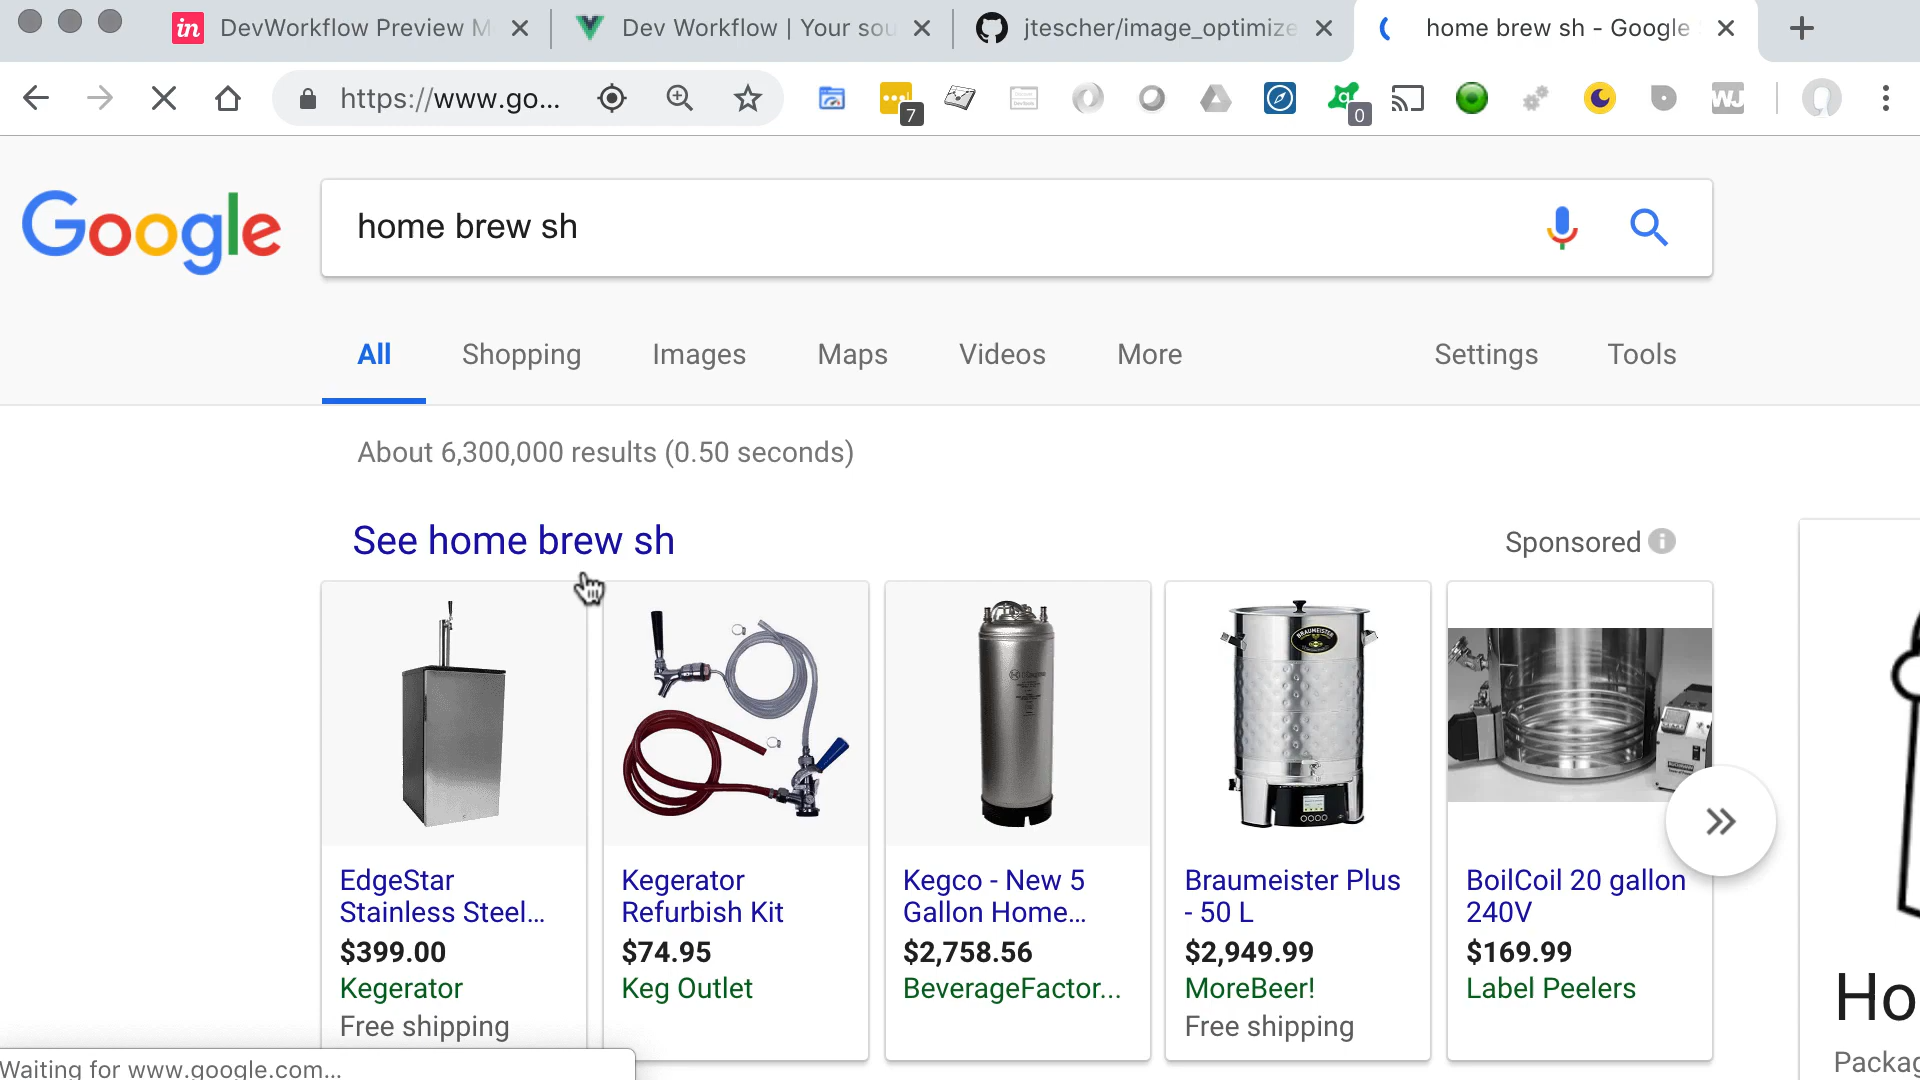 in DevWorkflow Preview M
Dev Workflow | Your sou
jtescher/image_optimize
home brew sh - Google
https://www.go...
7
0
WJ
Google
home brew sh
All
Shopping
Images
Maps
Videos
More
Settings
Tools
About 6,300,000 results (0.50 seconds)
See home brew sh
Sponsored
EdgeStar
Stainless Steel...
$399.00
Kegerator
Free shipping
Kegerator
Refurbish Kit
$74.95
Keg Outlet
Kegco - New 5
Gallon Home...
$2,758.56
BeverageFactor...
BRAUMEISTER
Braumeister Plus
- 50 L
$2,949.99
MoreBeer!
Free shipping
BoilCoil 20 gallon
240V
$169.99
Label Peelers
Ho
Packag
Waiting for www.google.com...